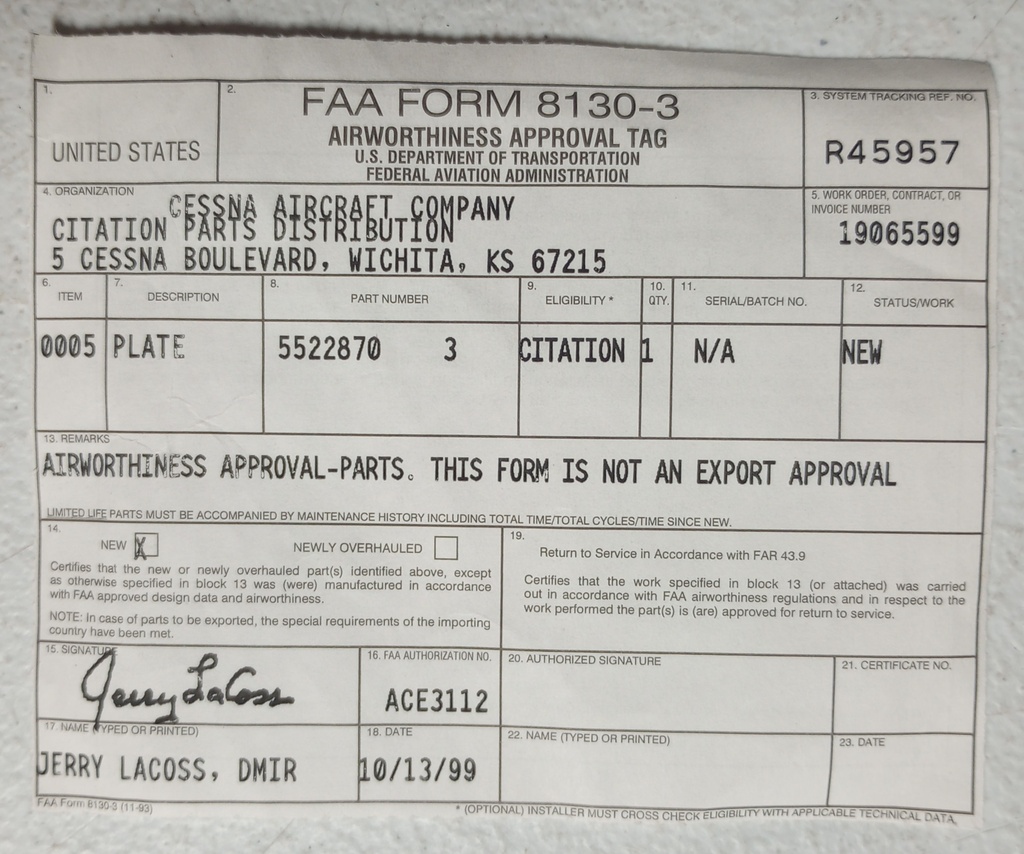 1.
UNITED STATES
2.
FAA FORM 8130-3
AIRWORTHINESS APPROVAL TAG
U.S. DEPARTMENT OF TRANSPORTATION
FEDERAL AVIATION ADMINISTRATION
3. SYSTEM TRACKING REF. NO.
R45957
4. ORGANIZATION
CESSNA AIRCRAFT COMPANY
CITATION PARTS DISTRIBUTION
5 CESSNA BOULEVARD, WICHITA, KS 67215
5. WORK ORDER, CONTRACT, OR
INVOICE NUMBER
19065599
6. ITEM
7. DESCRIPTION
8. PART NUMBER
9. ELIGIBILITY *
10. QTY.
11. SERIAL/BATCH NO.
12. STATUS/WORK
0005 PLATE 5522870 3 CITATION 1 N/A NEW
13. REMARKS
AIRWORTHINESS APPROVAL-PARTS. THIS FORM IS NOT AN EXPORT APPROVAL
LIMITED LIFE PARTS MUST BE ACCOMPANIED BY MAINTENANCE HISTORY INCLUDING TOTAL TIME/TOTAL CYCLES/TIME SINCE NEW.
14.
NEW X NEWLY OVERHAULED
Certifies that the new or newly overhauled part(s) identified above, except
as otherwise specified in block 13 was (were) manufactured in accordance
with FAA approved design data and airworthiness.
NOTE: In case of parts to be exported, the special requirements of the importing
country have been met.
19.
Return to Service in Accordance with FAR 43.9
Certifies that the work specified in block 13 (or attached) was carried
out in accordance with FAA airworthiness regulations and in respect to the
work performed the part(s) is (are) approved for return to service.
15. SIGNATURE
Jerry LaCoss
16. FAA AUTHORIZATION NO.
ACE3112
20. AUTHORIZED SIGNATURE
21. CERTIFICATE NO.
17. NAME (TYPED OR PRINTED)
JERRY LACOSS, DMIR
18. DATE
10/13/99
22. NAME (TYPED OR PRINTED)
23. DATE
FAA Form 8130-3 (11-93)
* (OPTIONAL) INSTALLER MUST CROSS CHECK ELIGIBILITY WITH APPLICABLE TECHNICAL DATA.